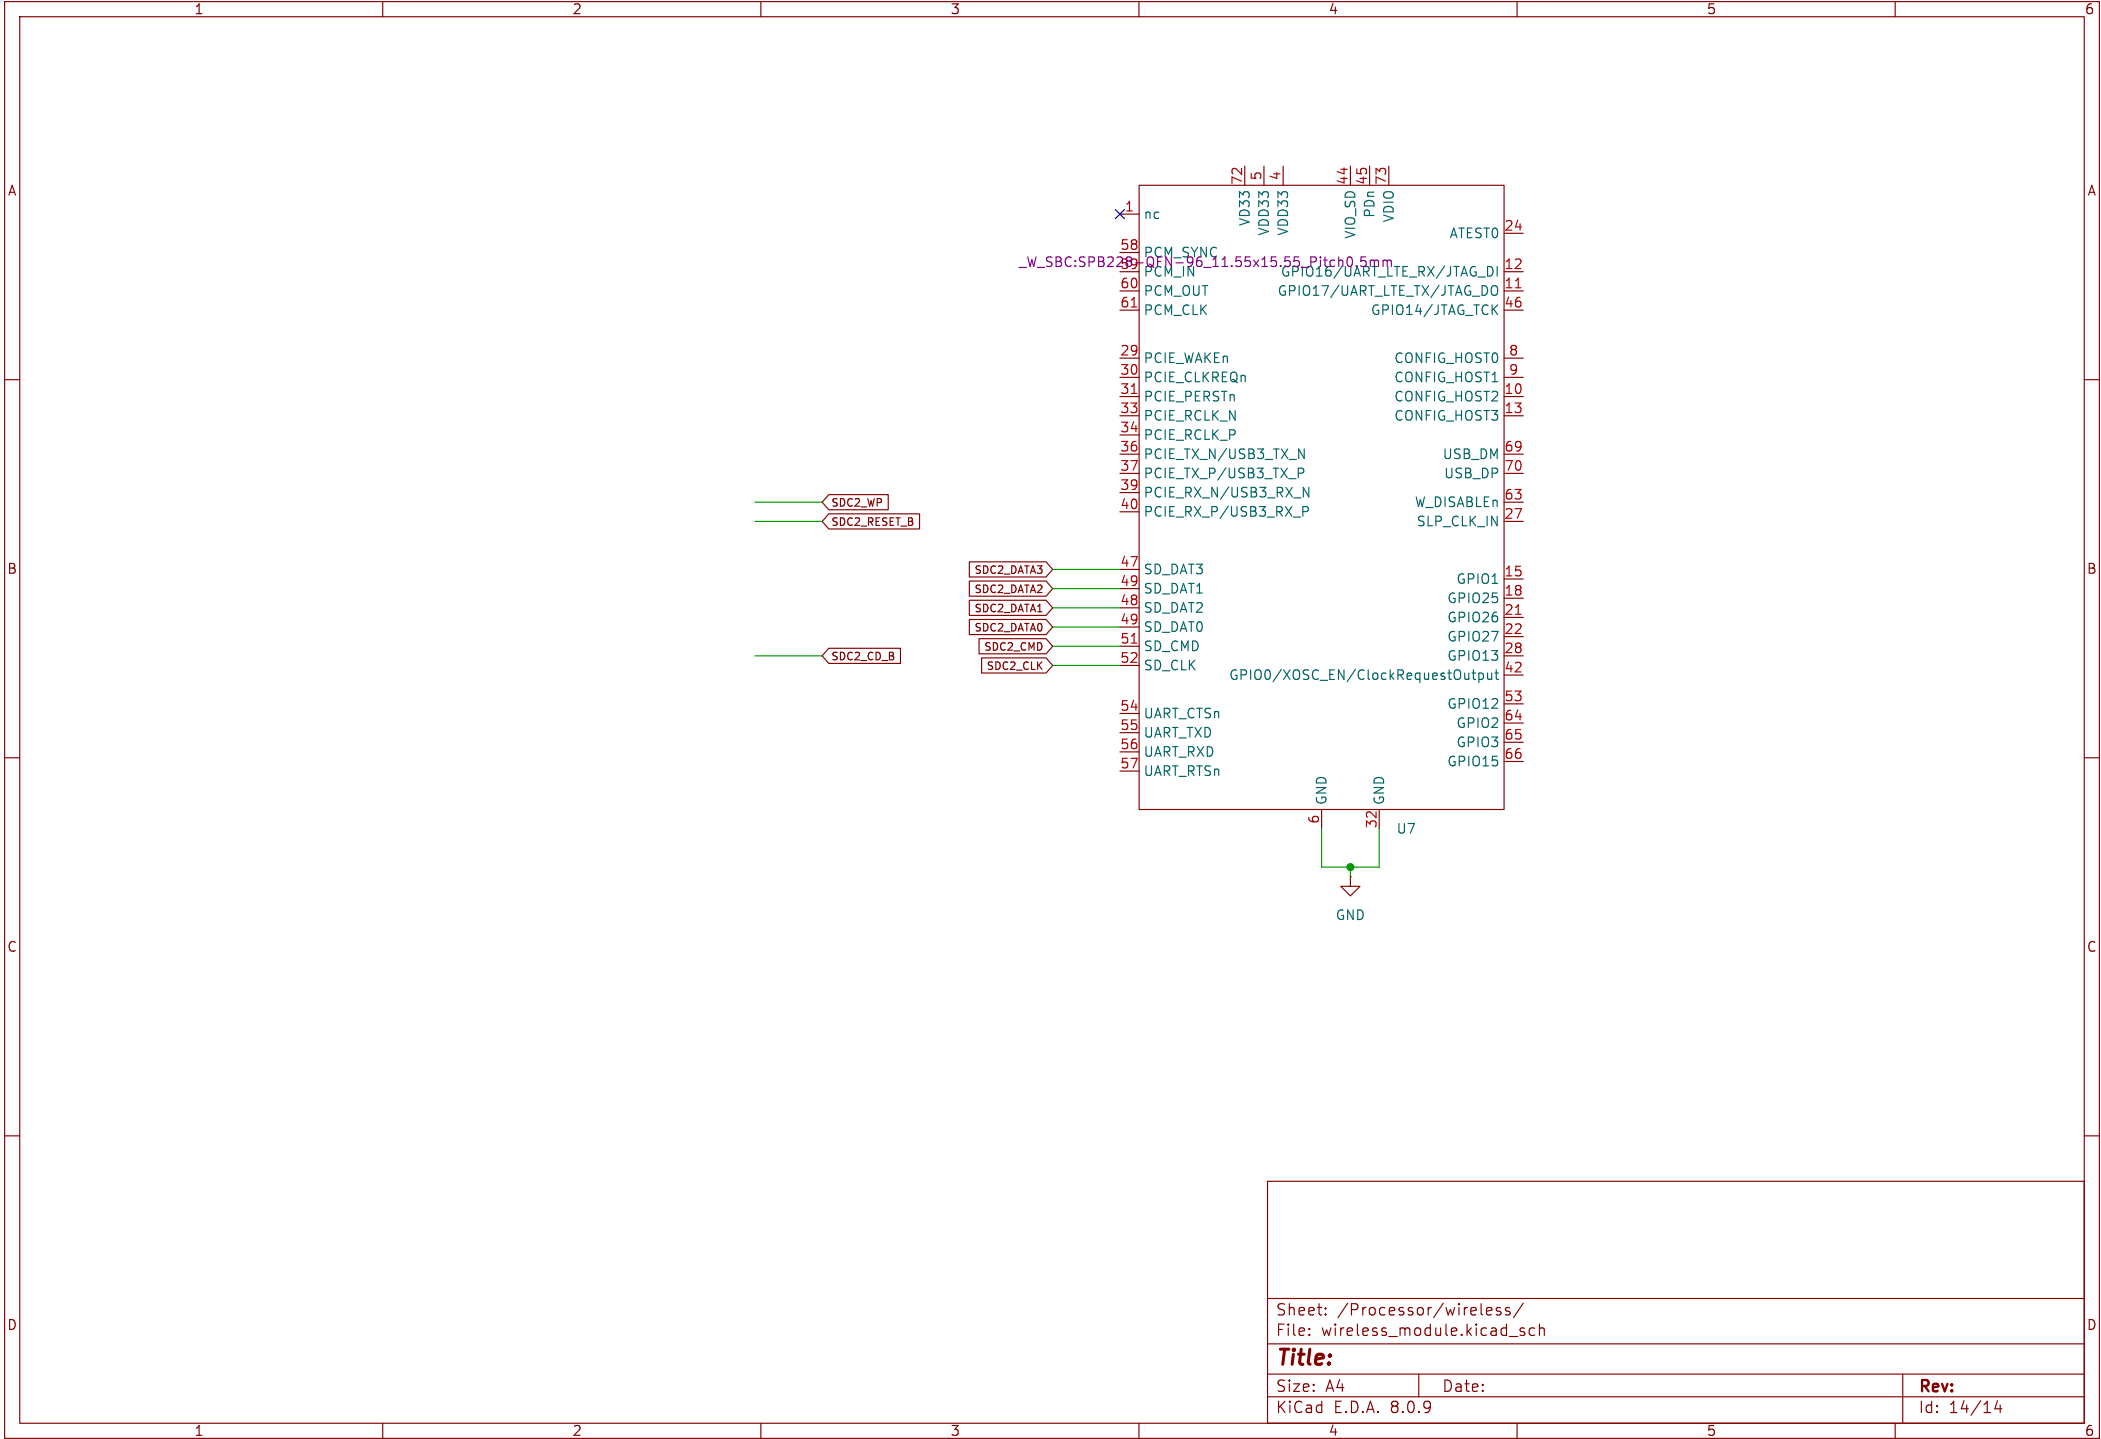 1 2 3 4 5 6
A A
72 5 4 44 45 73
VD33 VDD33 VDD33 VIO_SD PDn VDIO
1 nc
ATEST0 24
58 PCM_SYNC
_W_SBC:SPB228-QFN-96_11.55x15.55_Pitch0.5mm
59 PCM_IN GPIO16/UART_LTE_RX/JTAG_DI 12
60 PCM_OUT GPIO17/UART_LTE_TX/JTAG_DO 11
61 PCM_CLK GPIO14/JTAG_TCK 46
29 PCIE_WAKEn CONFIG_HOST0 8
30 PCIE_CLKREQn CONFIG_HOST1 9
31 PCIE_PERSTn CONFIG_HOST2 10
33 PCIE_RCLK_N CONFIG_HOST3 13
34 PCIE_RCLK_P
36 PCIE_TX_N/USB3_TX_N USB_DM 69
37 PCIE_TX_P/USB3_TX_P USB_DP 70
39 PCIE_RX_N/USB3_RX_N
SDC2_WP W_DISABLEn 63
40 PCIE_RX_P/USB3_RX_P
SDC2_RESET_B SLP_CLK_IN 27
B B
SDC2_DATA3 47 SD_DAT3
GPIO1 15
SDC2_DATA2 49 SD_DAT1
GPIO25 18
SDC2_DATA1 48 SD_DAT2
GPIO26 21
SDC2_DATA0 49 SD_DAT0
GPIO27 22
SDC2_CMD 51 SD_CMD
SDC2_CD_B GPIO13 28
SDC2_CLK 52 SD_CLK
GPIO0/XOSC_EN/ClockRequestOutput 42
GPIO12 53
54 UART_CTSn
GPIO2 64
55 UART_TXD
GPIO3 65
56 UART_RXD
GPIO15 66
57 UART_RTSn
GND GND
6 32 U7
GND
C C
D D
Sheet: /Processor/wireless/
File: wireless_module.kicad_sch
Title:
Size: A4 Date: Rev:
KiCad E.D.A. 8.0.9 Id: 14/14
1 2 3 4 5 6